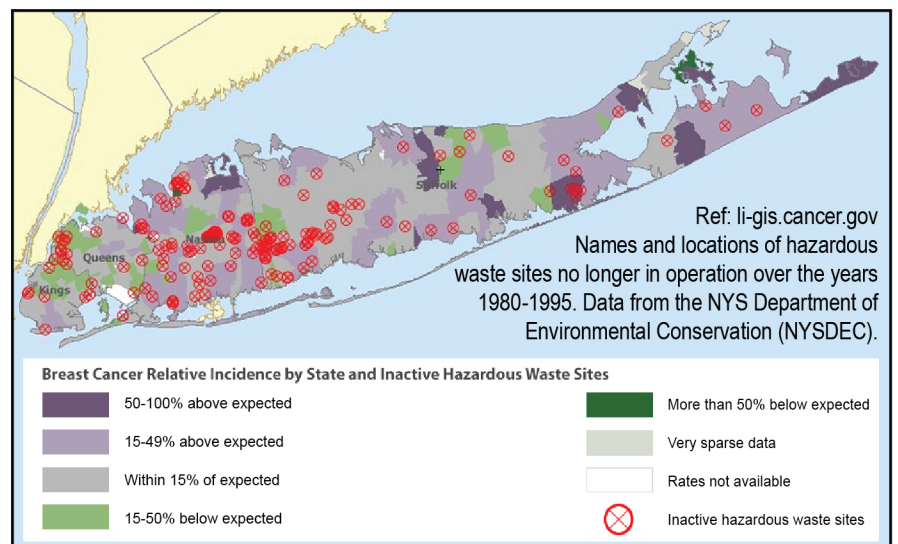 Suffolk
Nassau
Queens
Kings
Ref: li-gis.cancer.gov
Names and locations of hazardous
waste sites no longer in operation over the years
1980-1995. Data from the NYS Department of
Environmental Conservation (NYSDEC).
Breast Cancer Relative Incidence by State and Inactive Hazardous Waste Sites
50-100% above expected
15-49% above expected
Within 15% of expected
15-50% below expected
More than 50% below expected
Very sparse data
Rates not available
Inactive hazardous waste sites